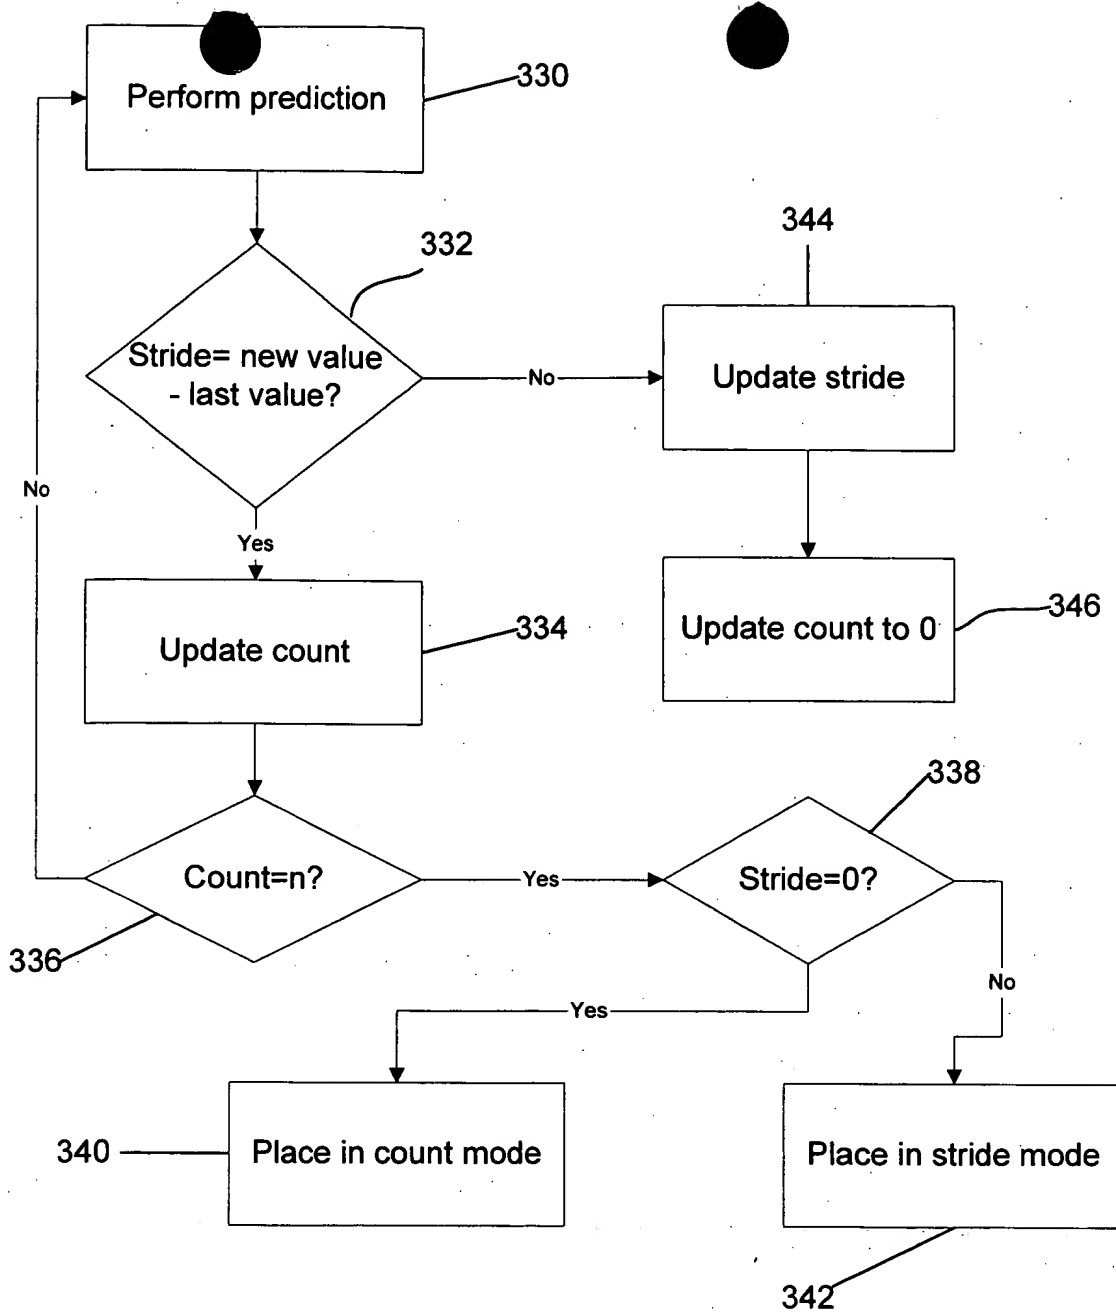 Perform prediction
330
344
332
Stride= new value
- last value?
No
Update stride
No
Yes
Update count
334
Update count to 0
346
338
Count=n?
Yes
Stride=0?
336
No
Yes
340
Place in count mode
Place in stride mode
342